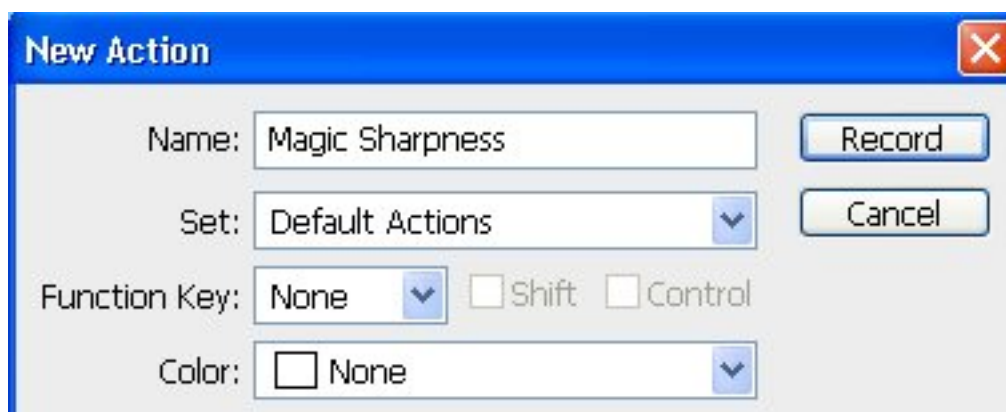 New Action
Name: Magic Sharpness Record
Set: Default Actions Cancel
Function Key: None Shift Control
Color: None